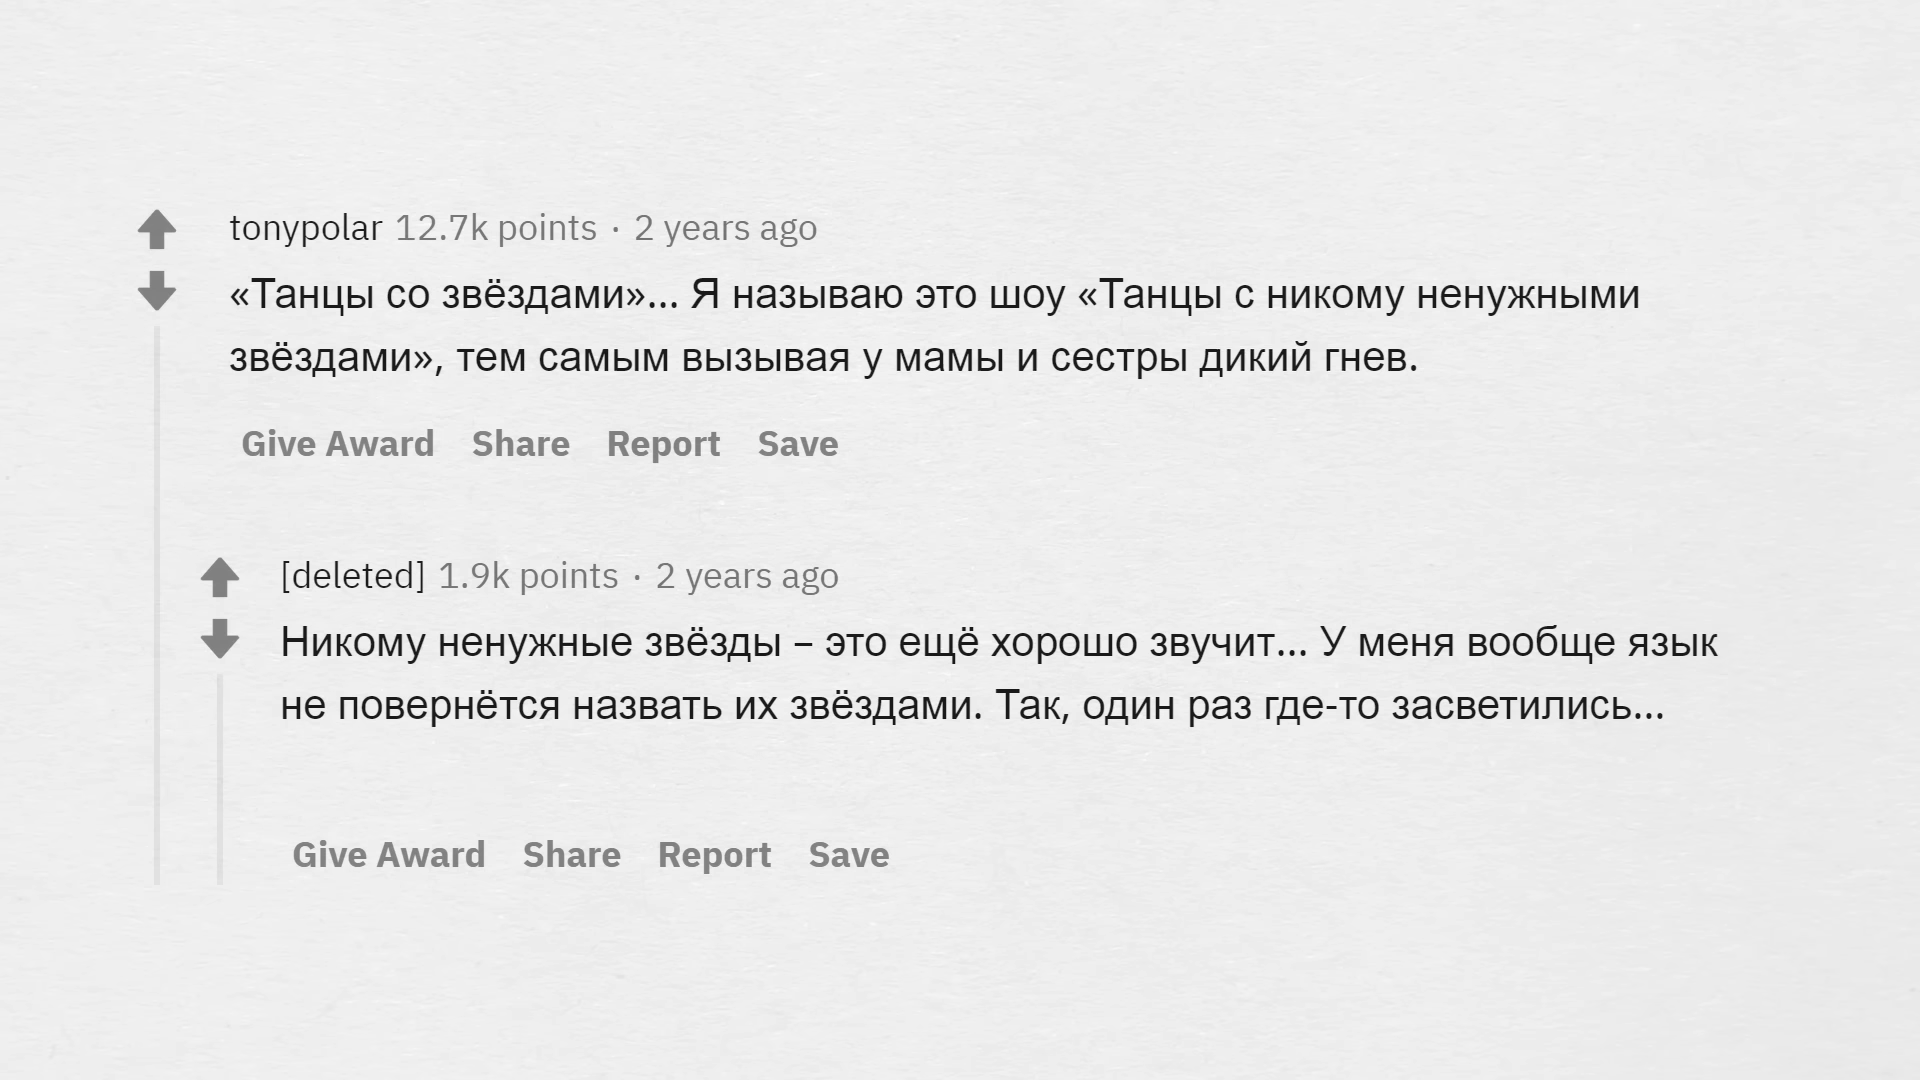 tonypolar 12.7k points · 2 years ago
«Танцы со звёздами»... Я называю это шоу «Танцы с никому ненужными
звёздами», тем самым вызывая у мамы и сестры дикий гнев.
Give Award Share Report Save
[deleted] 1.9k points · 2 years ago
Никому ненужные звёзды – это ещё хорошо звучит... У меня вообще язык
не повернётся назвать их звёздами. Так, один раз где-то засветились...
Give Award Share Report Save